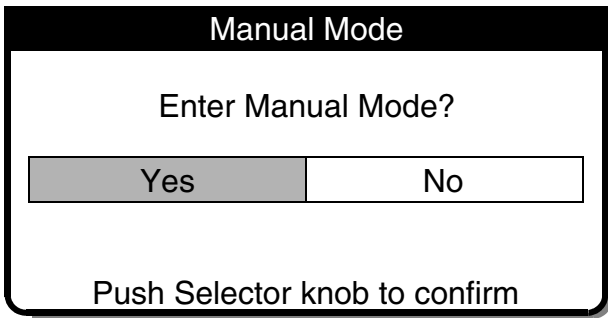 Manual Mode
Enter Manual Mode?
Yes No
Push Selector knob to confirm